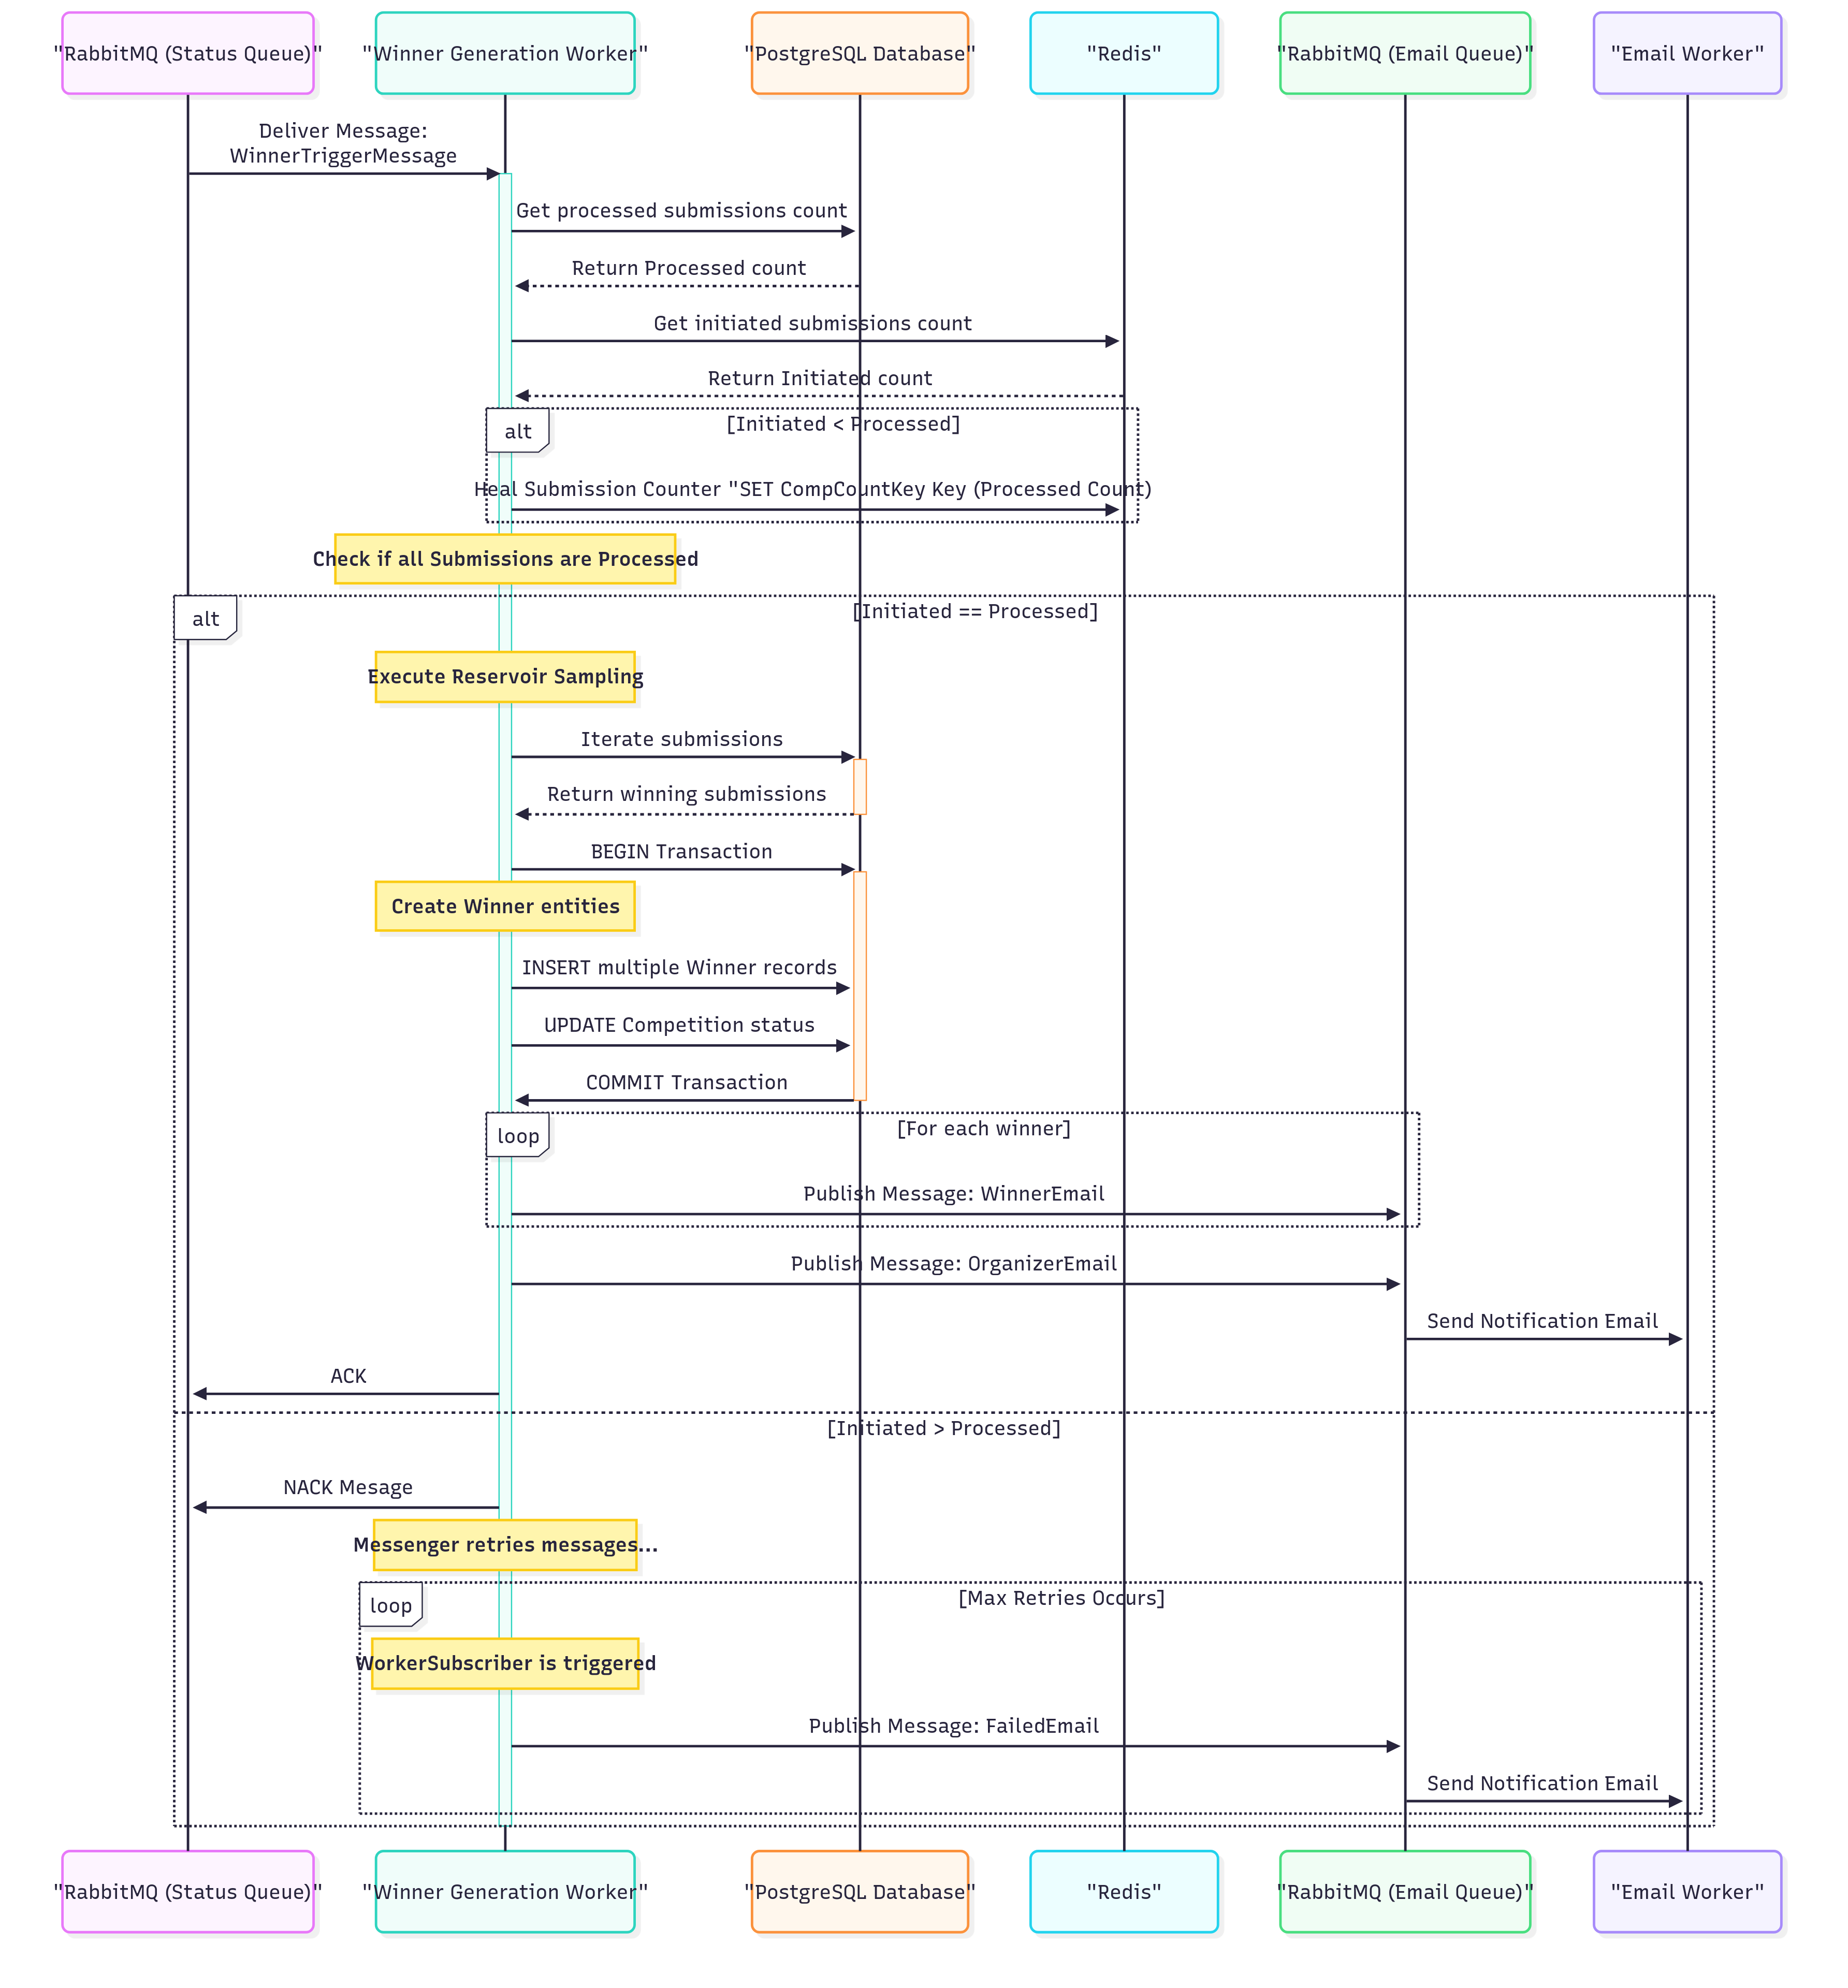 "RabbitMQ (Status Queue)"
"Winner Generation Worker"
"PostgreSQL Database"
"Redis"
"RabbitMQ (Email Queue)"
"Email Worker"
Deliver Message:
WinnerTriggerMessage
Get processed submissions count
Return Processed count
Get initiated submissions count
Return Initiated count
alt
[Initiated < Processed]
Heal Submission Counter "SET CompCountKey Key (Processed Count)
Check if all Submissions are Processed
alt
[Initiated == Processed]
Execute Reservoir Sampling
Iterate submissions
Return winning submissions
BEGIN Transaction
Create Winner entities
INSERT multiple Winner records
UPDATE Competition status
COMMIT Transaction
loop
[For each winner]
Publish Message: WinnerEmail
Publish Message: OrganizerEmail
Send Notification Email
ACK
[Initiated > Processed]
NACK Mesage
Messenger retries messages...
loop
[Max Retries Occurs]
WorkerSubscriber is triggered
Publish Message: FailedEmail
Send Notification Email
"RabbitMQ (Status Queue)"
"Winner Generation Worker"
"PostgreSQL Database"
"Redis"
"RabbitMQ (Email Queue)"
"Email Worker"